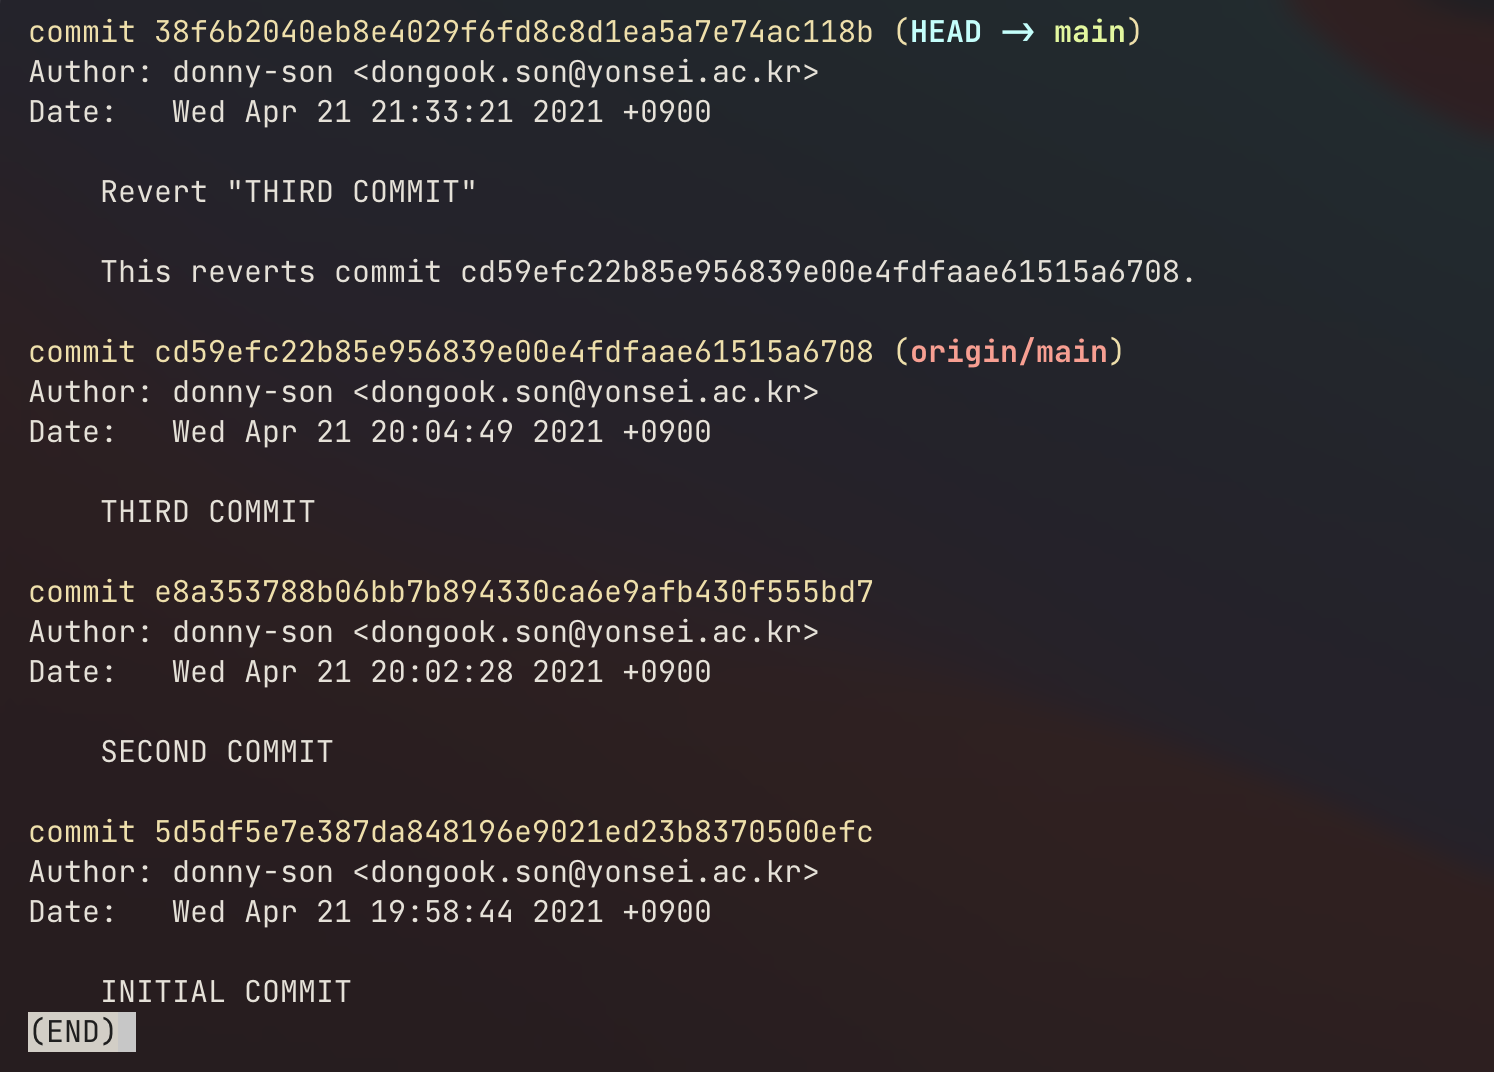 commit 38f6b2040eb8e4029f6fd8c8d1ea5a7e74ac118b (HEAD -> main)
Author: donny-son <dongook.son@yonsei.ac.kr>
Date:   Wed Apr 21 21:33:21 2021 +0900

    Revert "THIRD COMMIT"

    This reverts commit cd59efc22b85e956839e00e4fdfaae61515a6708.

commit cd59efc22b85e956839e00e4fdfaae61515a6708 (origin/main)
Author: donny-son <dongook.son@yonsei.ac.kr>
Date:   Wed Apr 21 20:04:49 2021 +0900

    THIRD COMMIT

commit e8a353788b06bb7b894330ca6e9afb430f555bd7
Author: donny-son <dongook.son@yonsei.ac.kr>
Date:   Wed Apr 21 20:02:28 2021 +0900

    SECOND COMMIT

commit 5d5df5e7e387da848196e9021ed23b8370500efc
Author: donny-son <dongook.son@yonsei.ac.kr>
Date:   Wed Apr 21 19:58:44 2021 +0900

    INITIAL COMMIT
(END)